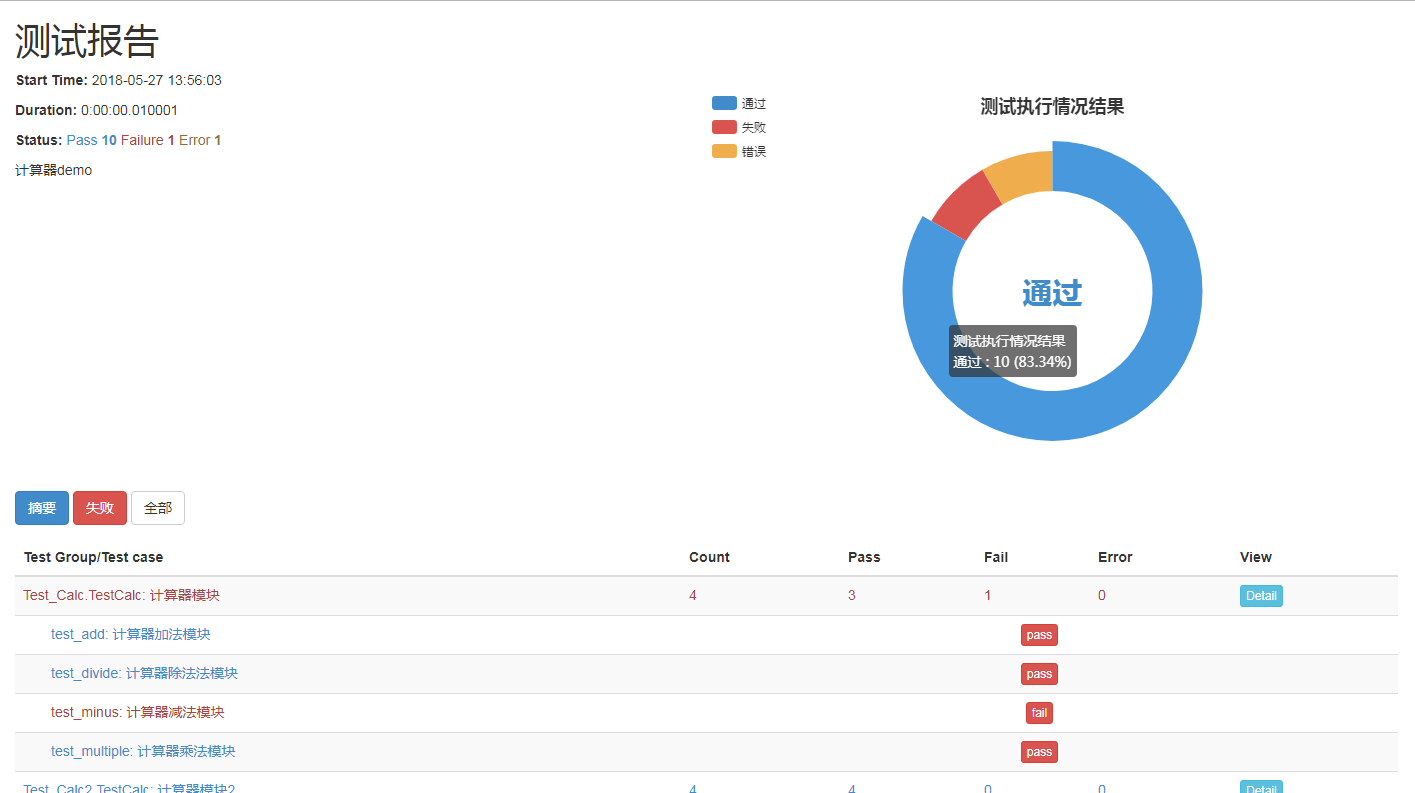 测试报告
Start Time: 2018-05-27 13:56:03
Duration: 0:00:00.010001
Status: Pass 10 Failure 1 Error 1
计算器demo
通过
失败
错误
测试执行情况结果
通过
测试执行情况结果
通过 : 10 (83.34%)
摘要 失败 全部
Test Group/Test case Count Pass Fail Error View
Test_Calc.TestCalc: 计算器模块 4 3 1 0 Detail
test_add: 计算器加法模块 pass
test_divide: 计算器除法法模块 pass
test_minus: 计算器减法模块 fail
test_multiple: 计算器乘法模块 pass
Test_Calc2.TestCalc: 计算器模块2 4 4 0 0 Detail